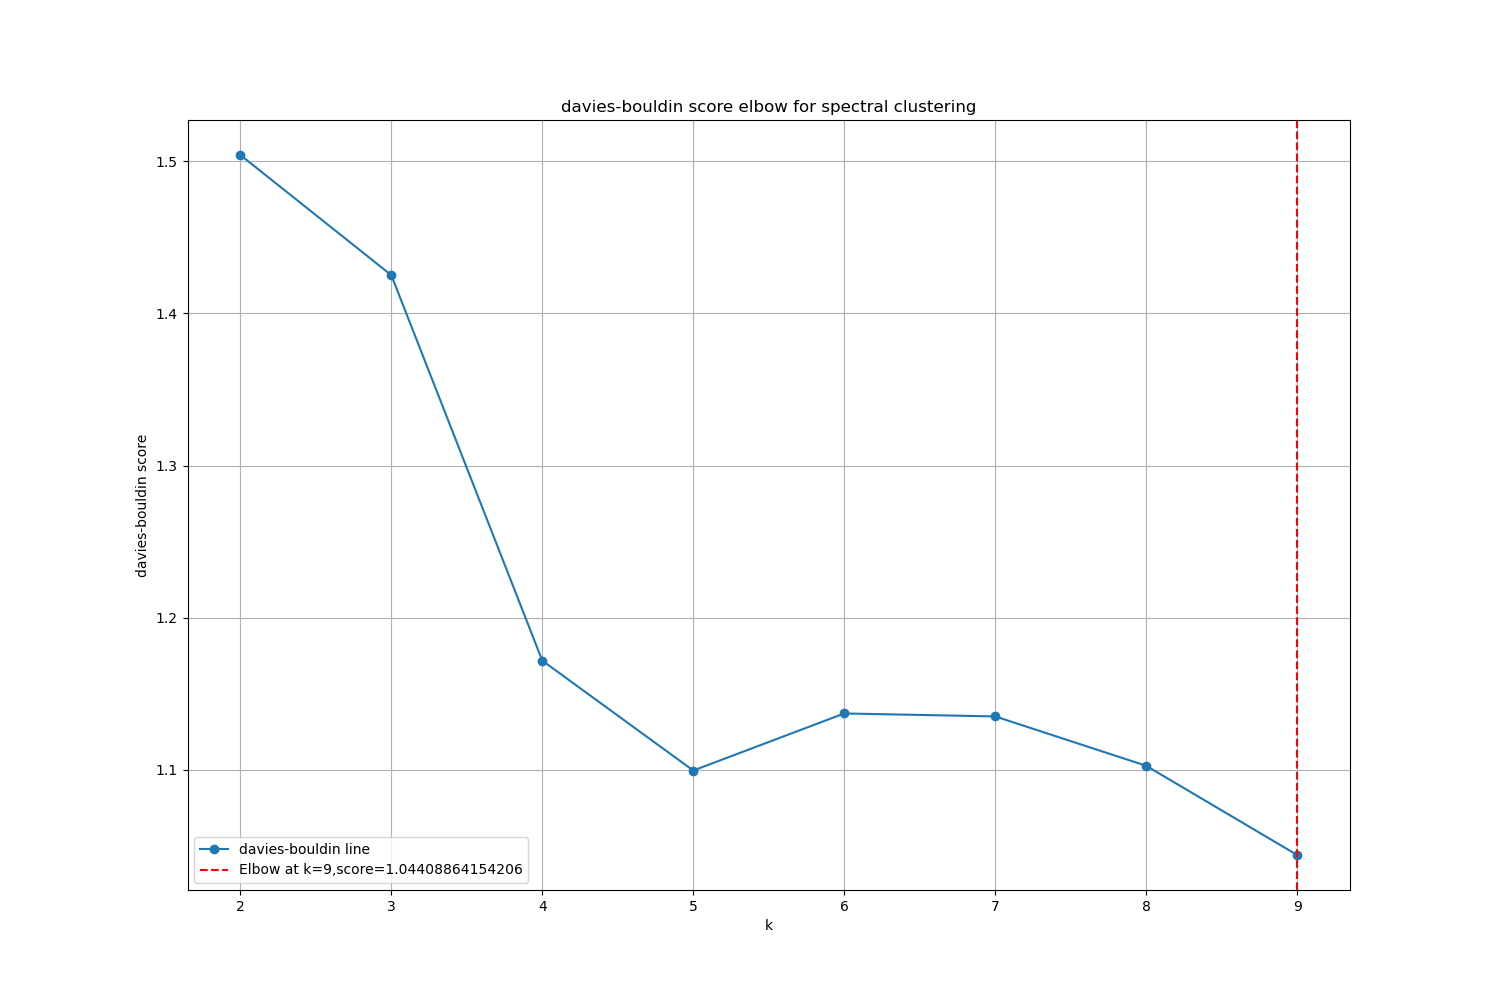 davies-bouldin score elbow for spectral clustering
davies-bouldin score
1.5
1.4
1.3
1.2
1.1
davies-bouldin line
Elbow at k=9,score=1.04408864154206
2 3 4 5 6 7 8 9
k